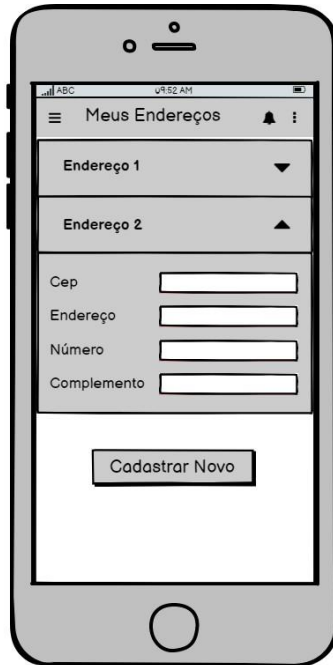 ABC 09:52 AM
Meus Endereços
Endereço 1
Endereço 2
Cep
Endereço
Número
Complemento
Cadastrar Novo